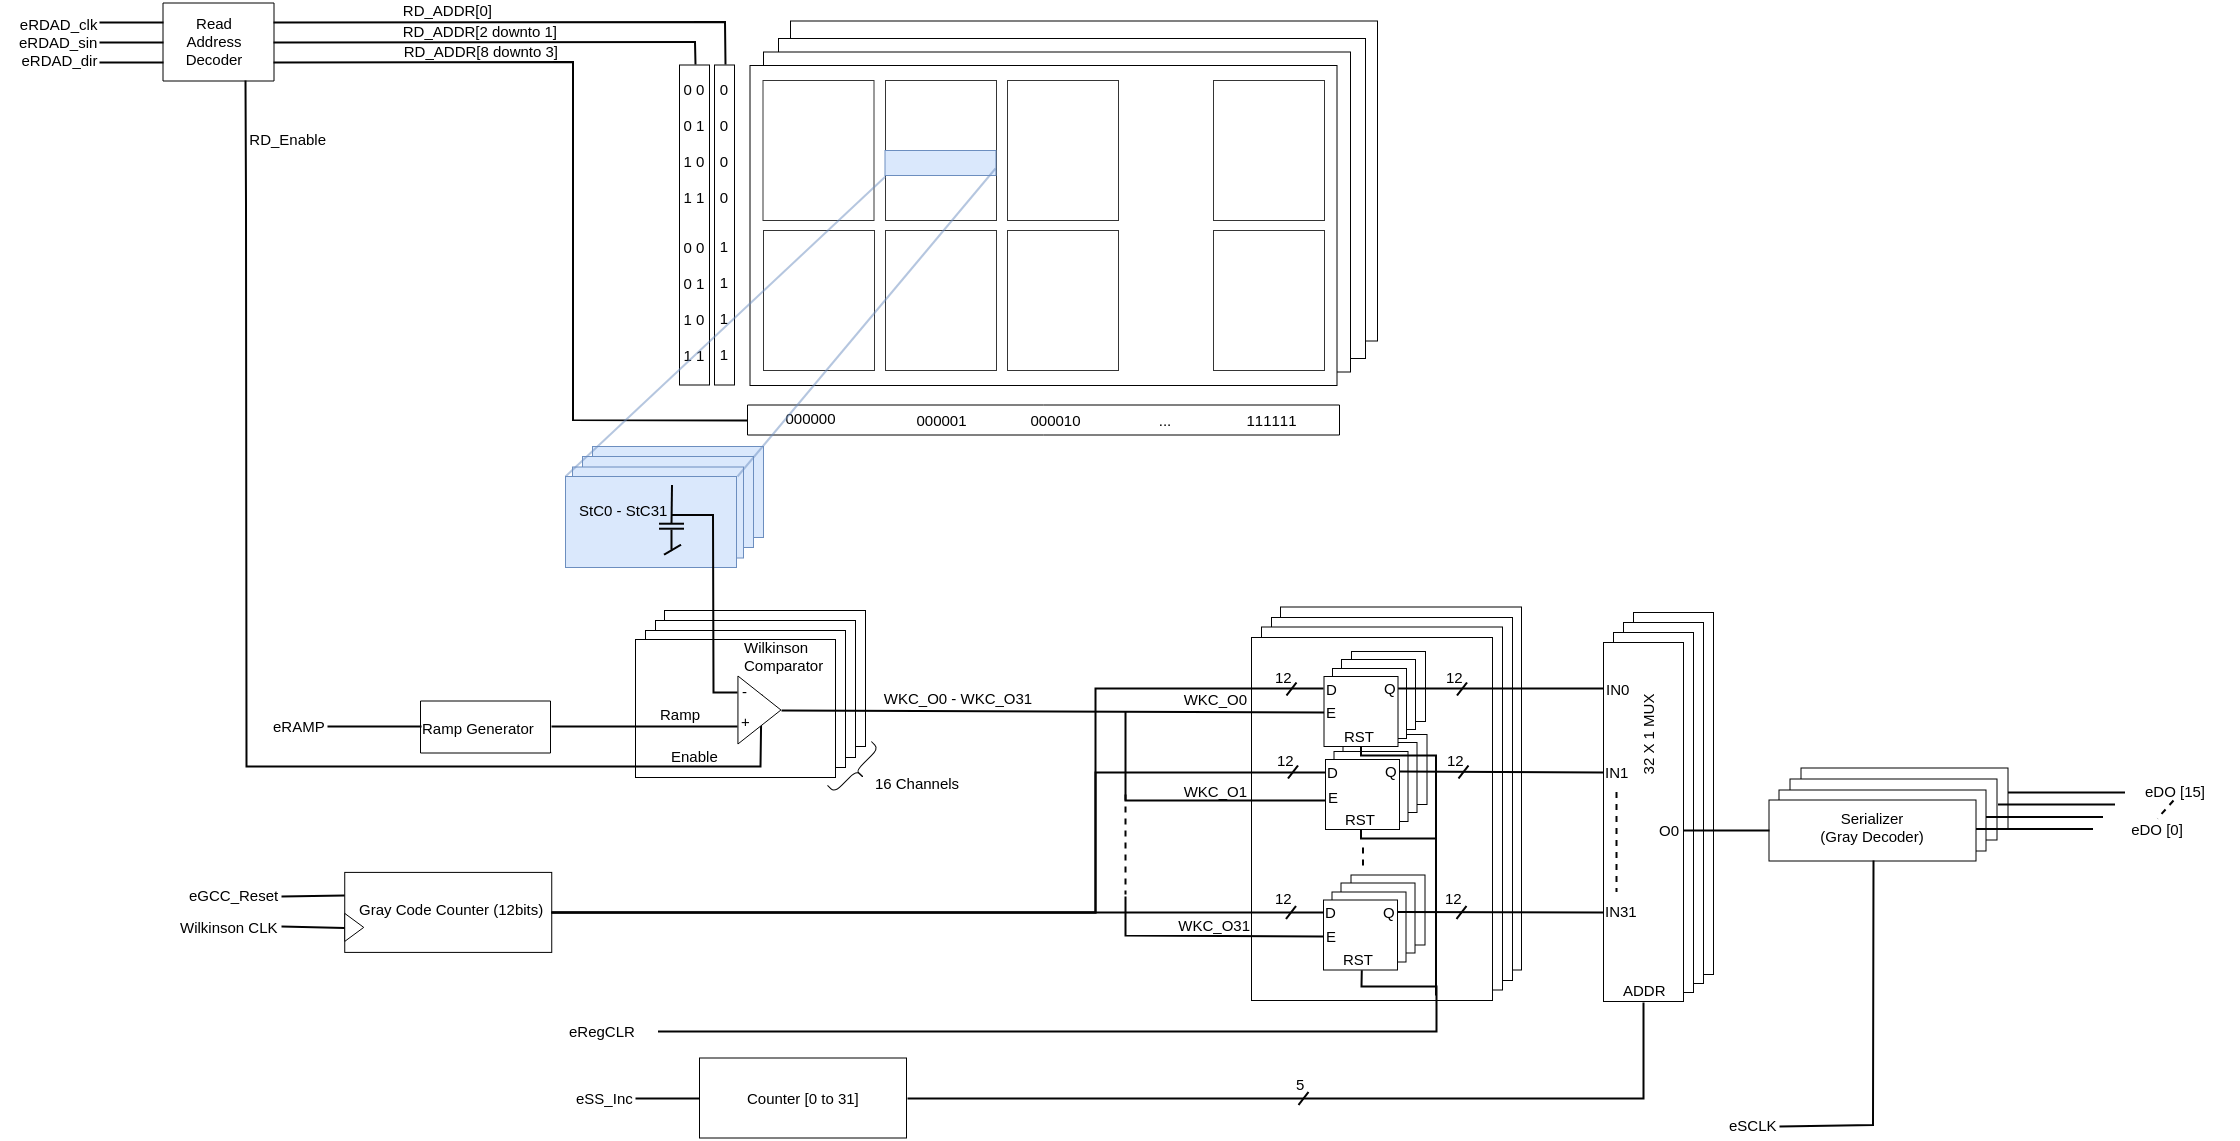 eRDAD_clk
eRDAD_sin
eRDAD_dir
Read
Address
Decoder
RD_ADDR[0]
RD_ADDR[2 downto 1]
RD_ADDR[8 downto 3]
RD_Enable
0 0 0
0 1 0
1 0 0
1 1 0
0 0 1
0 1 1
1 0 1
1 1 1
000000 000001 000010 ... 111111
StC0 - StC31
Wilkinson
Comparator
-
+
Ramp
Enable
eRAMP
Ramp Generator
16 Channels
WKC_O0 - WKC_O31
WKC_O0
WKC_O1
WKC_O31
12
D Q
E
RST
12
12
D Q
E
RST
12
12
D Q
E
RST
12
IN0
IN1
IN31
32 X 1 MUX
O0
ADDR
Serializer
(Gray Decoder)
eDO [15]
eDO [0]
eGCC_Reset
Wilkinson CLK
Gray Code Counter (12bits)
eRegCLR
eSS_Inc
Counter [0 to 31]
5
eSCLK